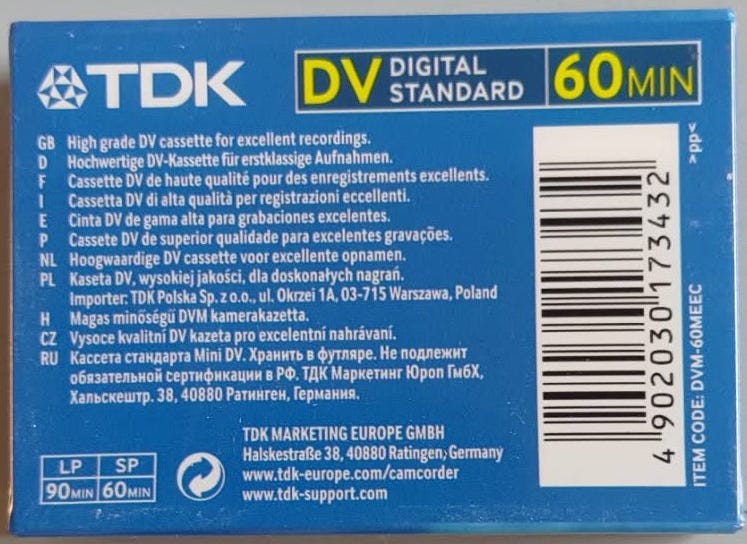 TDK
DV DIGITAL STANDARD 60MIN
GB High grade DV cassette for excellent recordings.
D Hochwertige DV-Kassette für erstklassige Aufnahmen.
F Cassette DV de haute qualité pour des enregistrements excellents.
I Cassetta DV di alta qualità per registrazioni eccellenti.
E Cinta DV de gama alta para grabaciones excelentes.
P Cassete DV de superior qualidade para excelentes gravações.
NL Hoogwaardige DV cassette voor excellente opnamen.
PL Kaseta DV, wysokiej jakości, dla doskonałych nagrań.
Importer: TDK Polska Sp. z o.o., ul. Okrzei 1A, 03-715 Warszawa, Poland
H Magas minőségű DVM kamerakazetta.
CZ Vysoce kvalitní DV kazeta pro excelentní nahrávaní.
RU Кассета стандарта Mini DV. Хранить в футляре. Не подлежит
обязательной сертификации в РФ. ТДК Маркетинг Юроп ГмбХ,
Хальскештр. 38, 40880 Ратинген, Германия.
TDK MARKETING EUROPE GMBH
Halskestraße 38, 40880 Ratingen, Germany
www.tdk-europe.com/camcorder
www.tdk-support.com
LP SP
90MIN 60MIN
>pp<
4 902030 173432
ITEM CODE: DVM-60MEEC